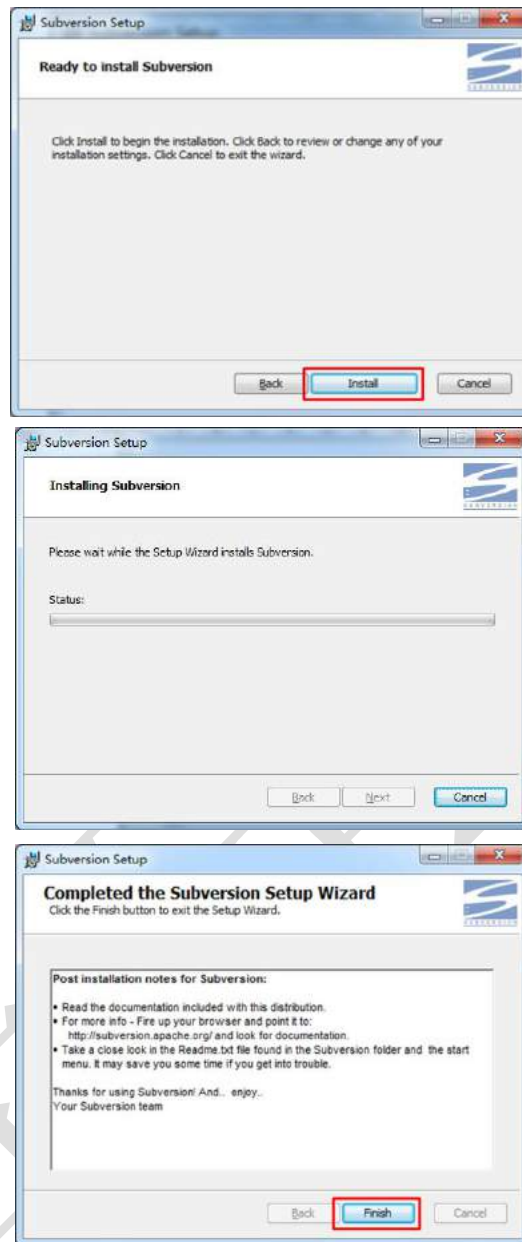 Subversion Setup
Ready to install Subversion
SUBVERSION
Click Install to begin the installation. Click Back to review or change any of your
installation settings. Click Cancel to exit the wizard.
Back Install Cancel
Subversion Setup
Installing Subversion
SUBVERSION
Please wait while the Setup Wizard installs Subversion.
Status:
Back Next Cancel
Subversion Setup
Completed the Subversion Setup Wizard
Click the Finish button to exit the Setup Wizard.
SUBVERSION
Post installation notes for Subversion:
• Read the documentation included with this distribution.
• For more info - Fire up your browser and point it to:
http://subversion.apache.org/ and look for documentation.
• Take a close look in the Readme.txt file found in the Subversion folder and the start
menu. It may save you some time if you get into trouble.
Thanks for using Subversion! And.. enjoy..
Your Subversion team
Back Finish Cancel